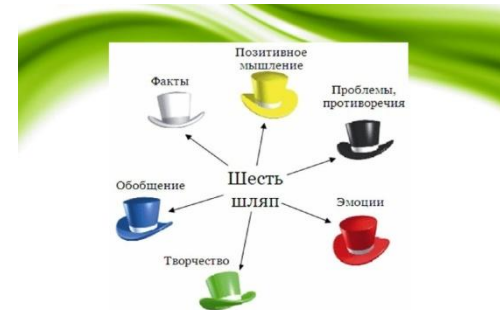 Позитивное
мышление
Факты
Проблемы,
противоречия
Шесть
шляп
Обобщение
Эмоции
Творчество